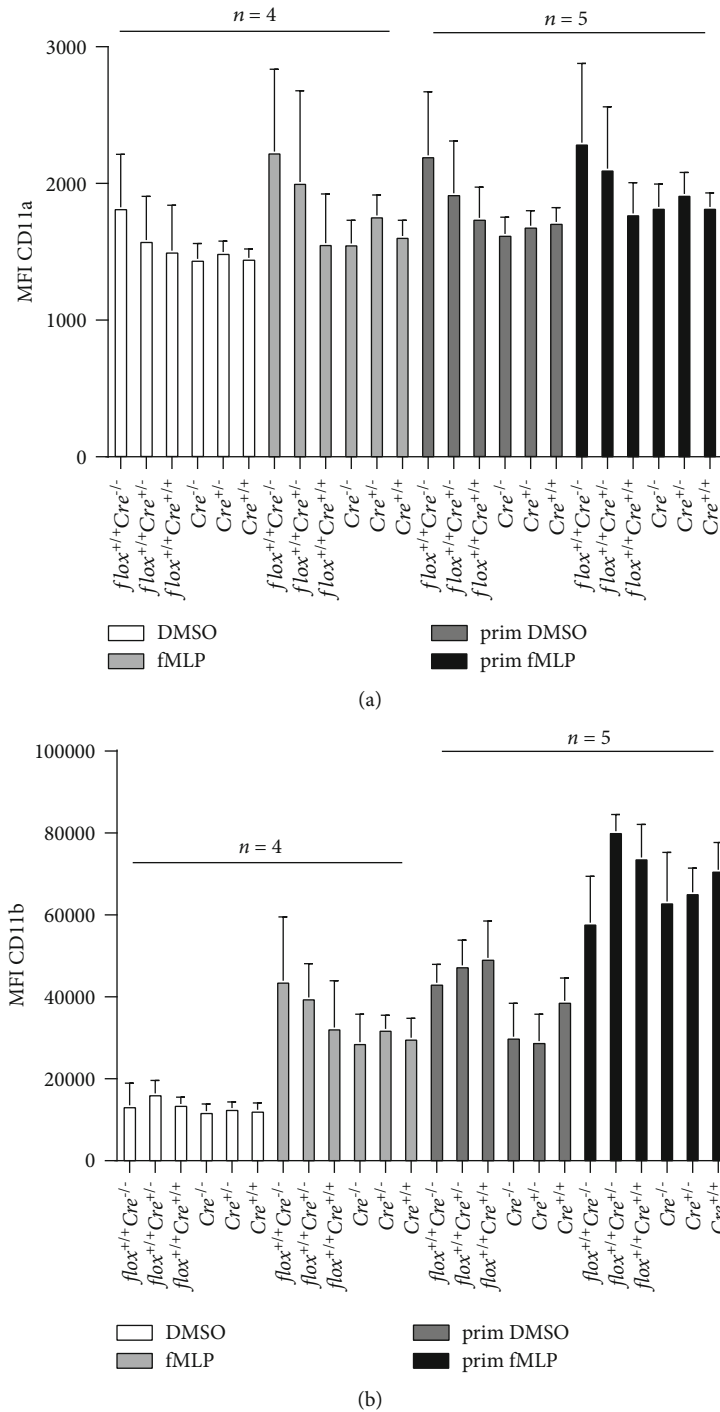 n = 4
n = 5
3000
2000
1000
0
MFI CD11a
flox+/+Cre-/-
flox+/+Cre+/-
flox+/+Cre+/+
Cre-/-
Cre+/-
Cre+/+
flox+/+Cre-/-
flox+/+Cre+/-
flox+/+Cre+/+
Cre-/-
Cre+/-
Cre+/+
flox+/+Cre-/-
flox+/+Cre+/-
flox+/+Cre+/+
Cre-/-
Cre+/-
Cre+/+
flox+/+Cre-/-
flox+/+Cre+/-
flox+/+Cre+/+
Cre-/-
Cre+/-
Cre+/+
DMSO
prim DMSO
fMLP
prim fMLP
(a)
n = 5
n = 4
100000
80000
60000
40000
20000
0
MFI CD11b
flox+/+Cre-/-
flox+/+Cre+/-
flox+/+Cre+/+
Cre-/-
Cre+/-
Cre+/+
flox+/+Cre-/-
flox+/+Cre+/-
flox+/+Cre+/+
Cre-/-
Cre+/-
Cre+/+
flox+/+Cre-/-
flox+/+Cre+/-
flox+/+Cre+/+
Cre-/-
Cre+/-
Cre+/+
flox+/+Cre-/-
flox+/+Cre+/-
flox+/+Cre+/+
Cre-/-
Cre+/-
Cre+/+
DMSO
prim DMSO
fMLP
prim fMLP
(b)